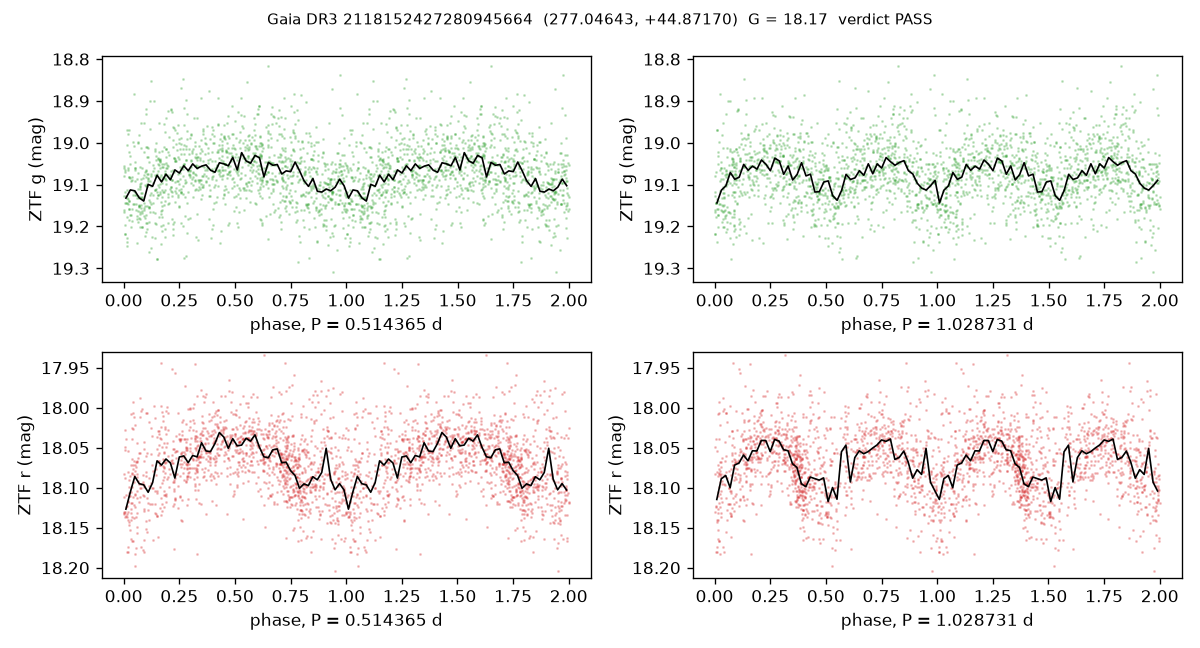 Gaia DR3 2118152427280945664 (277.04643, +44.87170) G = 18.17 verdict PASS
18.8
18.9
19.0
19.1
19.2
19.3
ZTF g (mag)
0.00 0.25 0.50 0.75 1.00 1.25 1.50 1.75 2.00
phase, P = 0.514365 d
18.8
18.9
19.0
19.1
19.2
19.3
ZTF g (mag)
0.00 0.25 0.50 0.75 1.00 1.25 1.50 1.75 2.00
phase, P = 1.028731 d
17.95
18.00
18.05
18.10
18.15
18.20
ZTF r (mag)
0.00 0.25 0.50 0.75 1.00 1.25 1.50 1.75 2.00
phase, P = 0.514365 d
17.95
18.00
18.05
18.10
18.15
18.20
ZTF r (mag)
0.00 0.25 0.50 0.75 1.00 1.25 1.50 1.75 2.00
phase, P = 1.028731 d